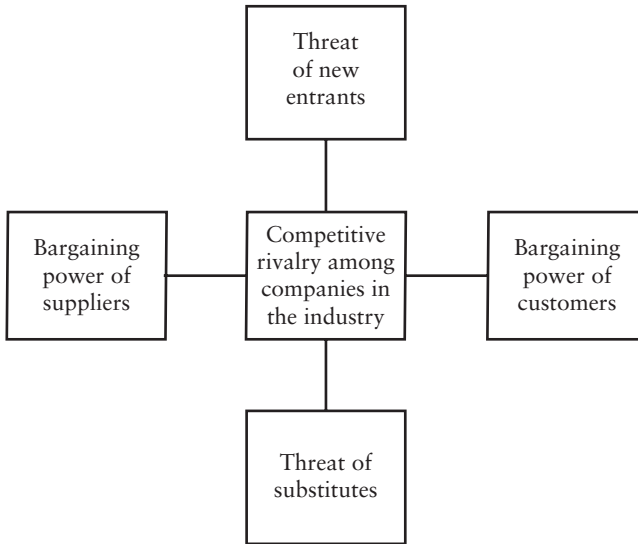 Threat
of new
entrants
Bargaining
power of
suppliers
Competitive
rivalry among
companies in
the industry
Bargaining
power of
customers
Threat of
substitutes